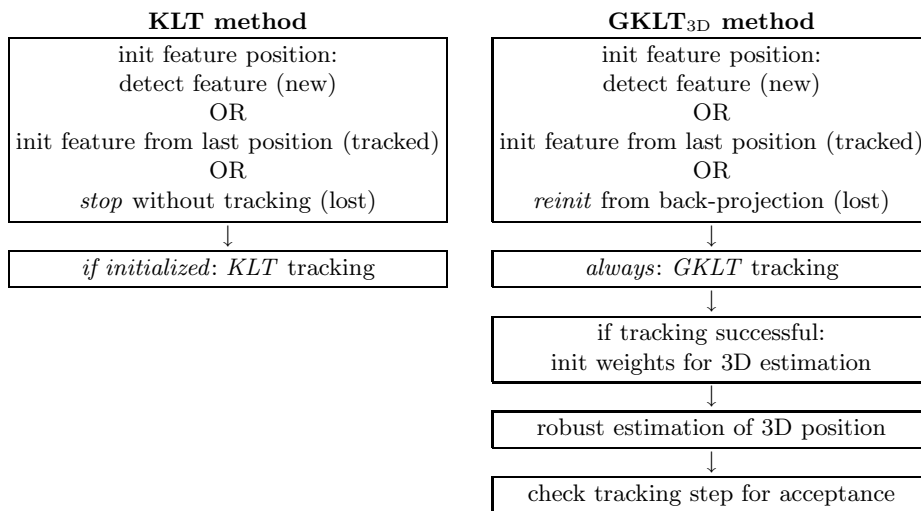 KLT method
init feature position:
detect feature (new)
OR
init feature from last position (tracked)
OR
stop without tracking (lost)
↓
if initialized: KLT tracking
GKLT3D method
init feature position:
detect feature (new)
OR
init feature from last position (tracked)
OR
reinit from back-projection (lost)
↓
always: GKLT tracking
↓
if tracking successful:
init weights for 3D estimation
↓
robust estimation of 3D position
↓
check tracking step for acceptance